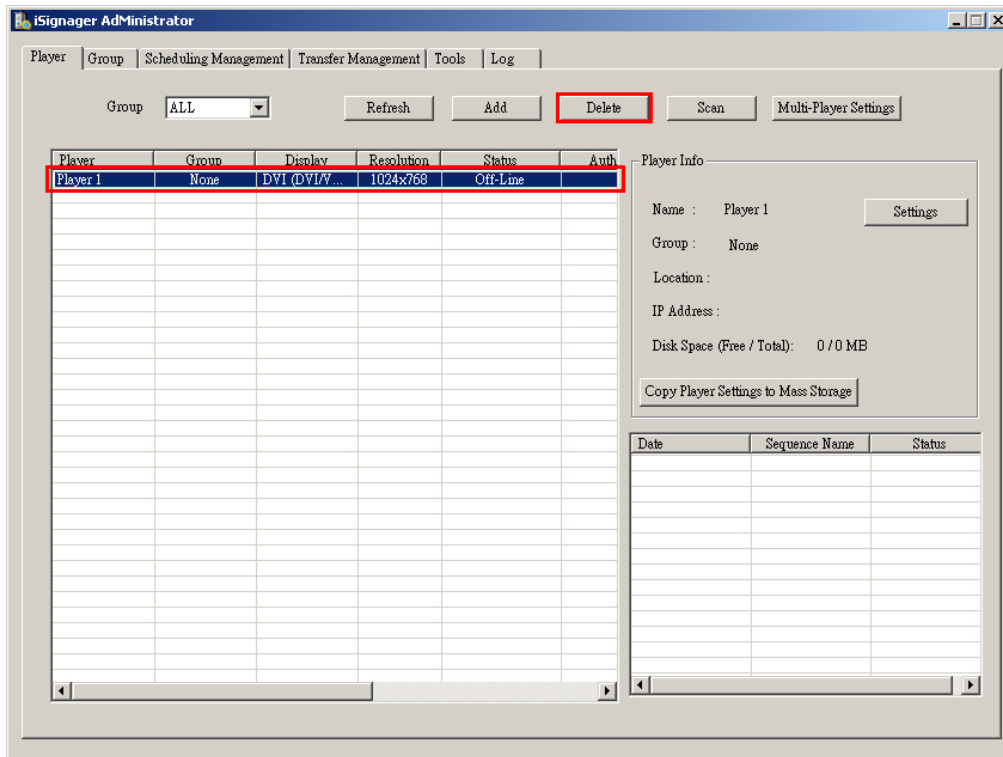 iSignager AdMinistrator
Player Group Scheduling Management Transfer Management Tools Log
Group ALL Refresh Add Delete Scan Multi-Player Settings
Player Group Display Resolution Status Auth
Player 1 None DVI (DVI/V... 1024x768 Off-Line
Player Info
Name : Player 1 Settings
Group : None
Location :
IP Address :
Disk Space (Free / Total): 0 / 0 MB
Copy Player Settings to Mass Storage
Date Sequence Name Status